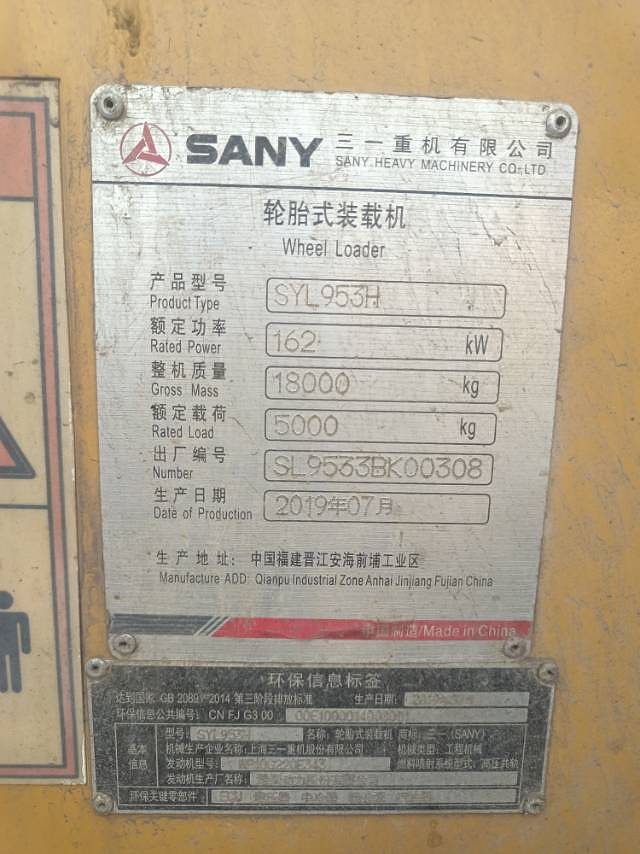 SANY 三一重机有限公司
SANY HEAVY MACHINERY CO.LTD
轮胎式装载机
Wheel Loader
产品型号 SYL953H
Product Type
额定功率 162 kW
Rated Power
整机质量 18000 kg
Gross Mass
额定载荷 5000 kg
Rated Load
出厂编号 SL9533BK00308
Number
生产日期 2019年07月
Date of Production
生产地址: 中国福建晋江安海前埔工业区
Manufacture ADD: Qianpu Industrial Zone Anhai Jinjiang Fujian China
中国制造/Made in China
环保信息标签
达到国家 GB 20891-2014 第三阶段排放标准 生产日期:
环保信息公共编号: CN FJ G3 00
基本信息
型号: SYL953H 名称: 轮胎式装载机 商标: 三一(SANY)
机械生产企业名称: 上海三一重机股份有限公司 机械类型: 工程机械
发动机型号: 燃料喷射系统型式: 高压共轨
发动机生产厂名称:
环保关键零部件 ECU